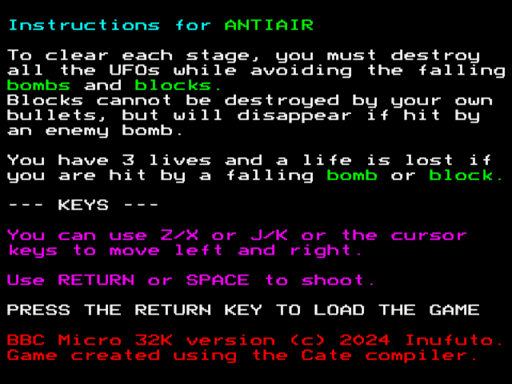 Instructions for ANTIAIR
To clear each stage, you must destroy
all the UFOs while avoiding the falling
bombs and blocks.
Blocks cannot be destroyed by your own
bullets, but will disappear if hit by
an enemy bomb.
You have 3 lives and a life is lost if
you are hit by a falling bomb or block.
--- KEYS ---
You can use Z/X or J/K or the cursor
keys to move left and right.
Use RETURN or SPACE to shoot.
PRESS THE RETURN KEY TO LOAD THE GAME
BBC Micro 32K version (c) 2024 Inufuto.
Game created using the Cate compiler.